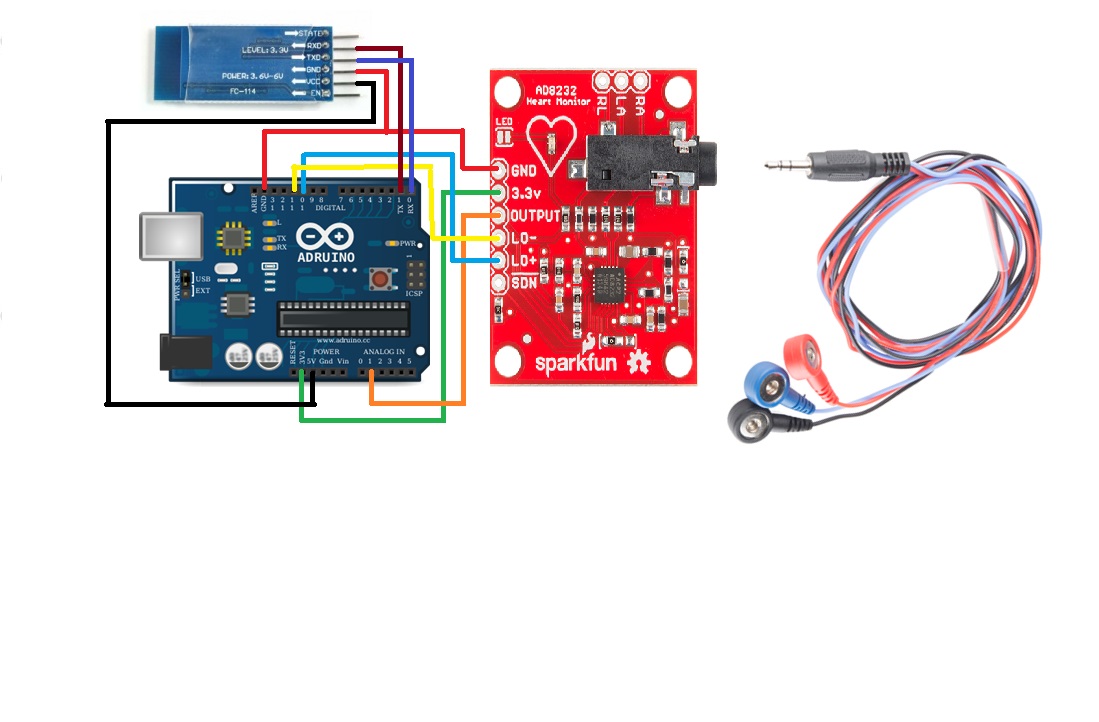 STATE
RXD
LEVEL:3.3V
TXD
GND
POWER:3.6V-6V
VCC
FC-114
EN
AD8232
Heart Monitor
RL
LA
RA
LED
GND
3.3v
OUTPUT
LO-
LO+
SDN
sparkfun
AREF
GND
13
12
11
10
9
8
7
6
5
4
3
2
TX 1
RX 0
DIGITAL
L
TX
RX
PWR
ADRUINO
1
ICSP
PWR SEL
USB
EXT
www.adruino.cc
POWER
ANALOG IN
RESET
3V3
5V Gnd Vin
0 1 2 3 4 5